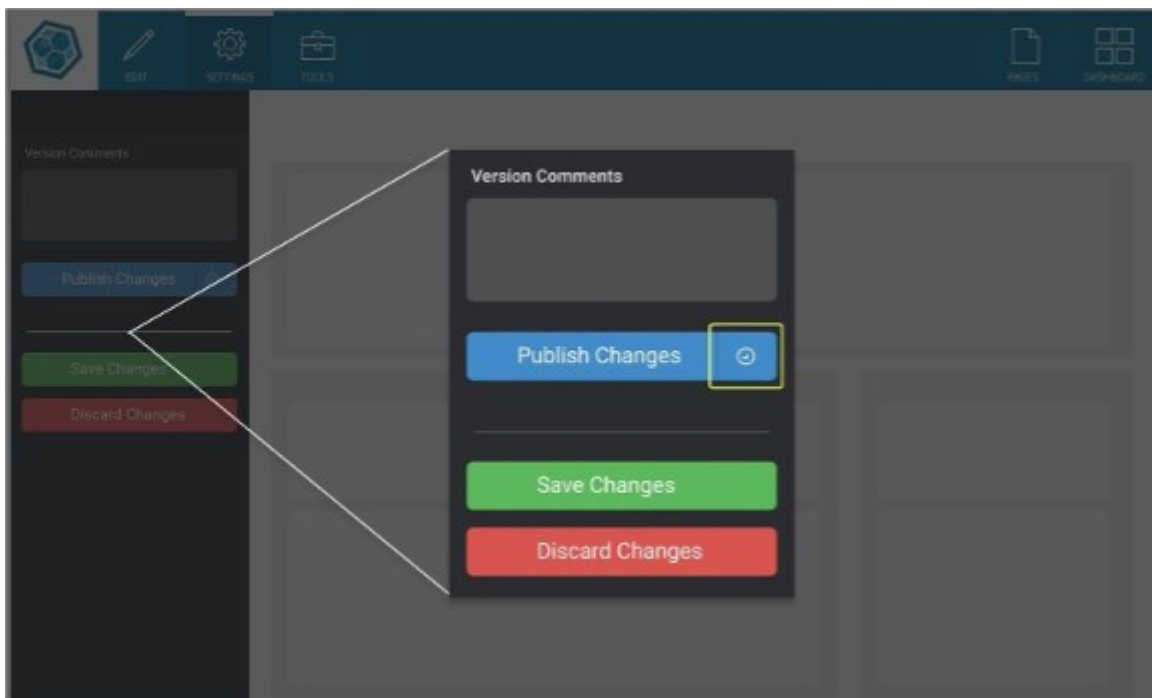 EDIT
SETTINGS
TOOLS
PAGES
DASHBOARD
Version Comments
Publish Changes
Save Changes
Discard Changes
Version Comments
Publish Changes
Save Changes
Discard Changes